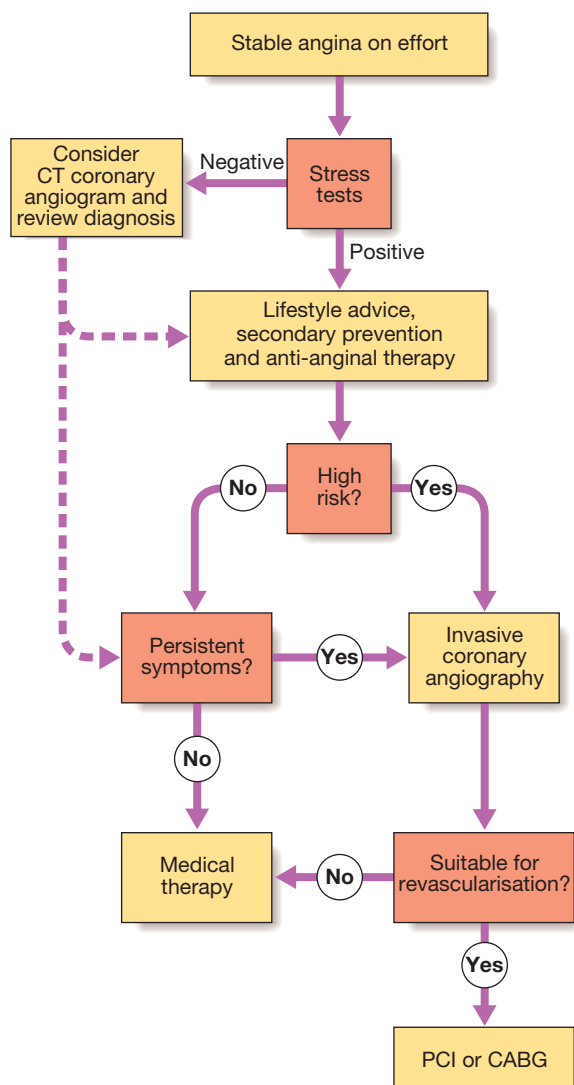 Stable angina on effort
Consider
CT coronary
angiogram and
review diagnosis
Negative
Stress
tests
Positive
Lifestyle advice,
secondary prevention
and anti-anginal therapy
No
High
risk?
Yes
Persistent
symptoms?
Yes
Invasive
coronary
angiography
No
Medical
therapy
No
Suitable for
revascularisation?
Yes
PCI or CABG